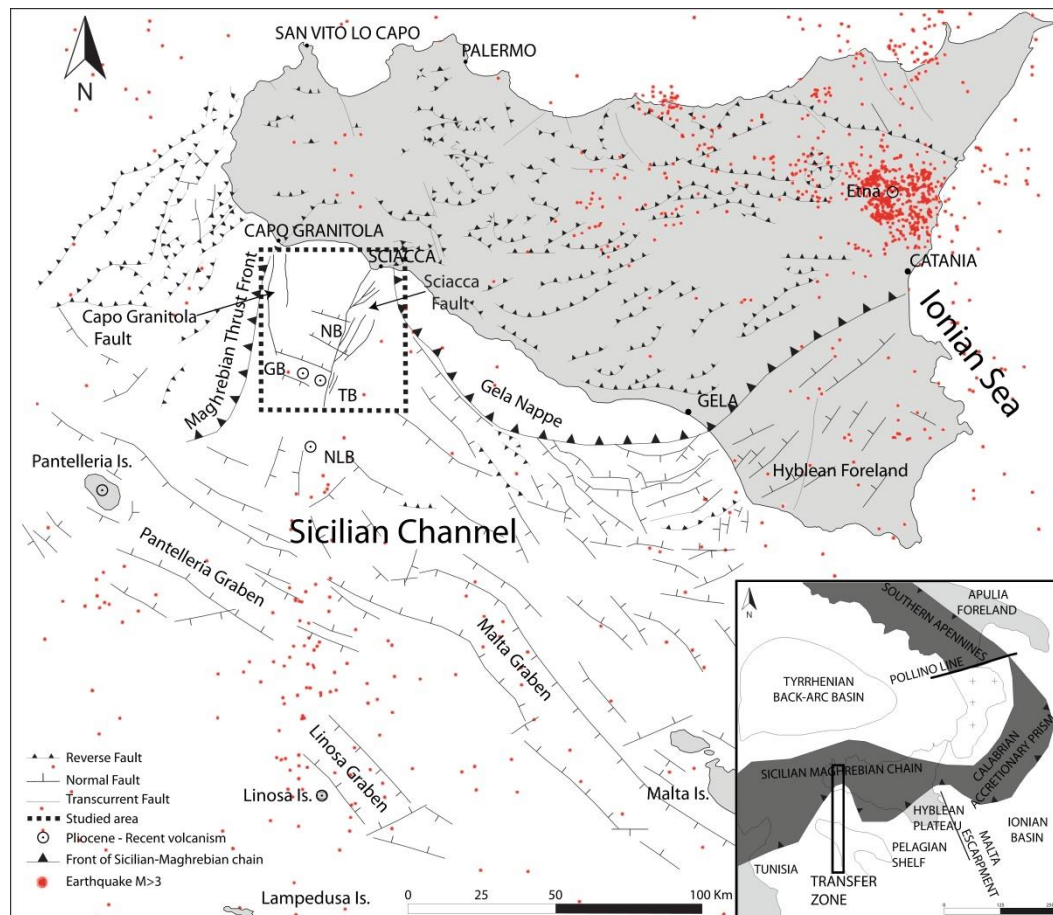 SAN VITO LO CAPO
PALERMO
N
Etna
CAPO GRANITOLA
SCIACCA
CATANIA
Sciacca
Fault
Capo Granitola
Fault
Maghrebian Thrust Front
NB
GB
TB
Ionian Sea
Gela Nappe
GELA
NLB
Hyblean Foreland
Pantelleria Is.
Sicilian Channel
Pantelleria Graben
Malta Graben
Linosa Graben
Linosa Is.
Malta Is.
Lampedusa Is.
Reverse Fault
Normal Fault
Transcurrent Fault
Studied area
Pliocene - Recent volcanism
Front of Sicilian-Maghrebian chain
Earthquake M>3
0 25 50 100 Km
N
SOUTHERN APENNINES
APULIA
FORELAND
POLLINO LINE
TYRRHENIAN
BACK-ARC BASIN
CALABRIAN
ACCRETIONARY PRISM
SICILIAN MAGHREBIAN CHAIN
HYBLEAN
PLATEAU
IONIAN
BASIN
MALTA
ESCARPMENT
PELAGIAN
SHELF
TUNISIA
TRANSFER
ZONE
0 125